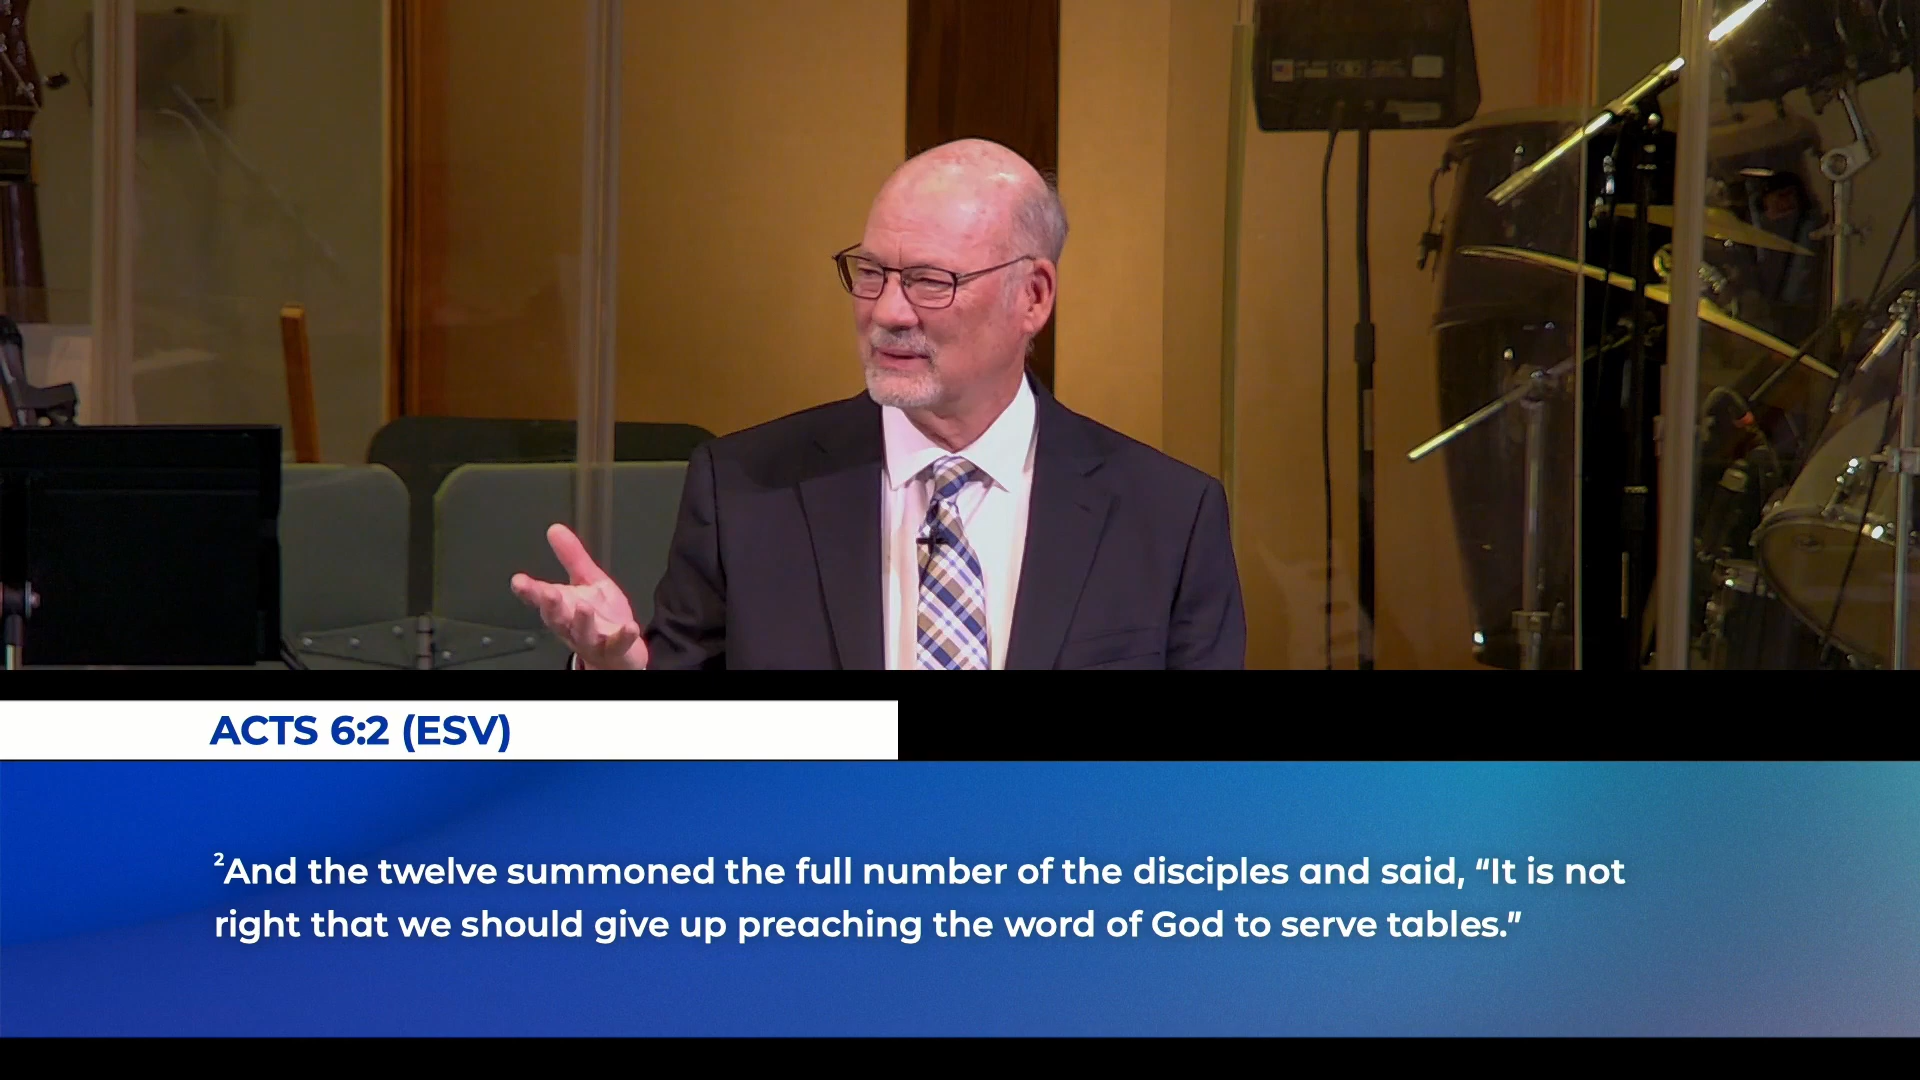 ACTS 6:2 (ESV)
²And the twelve summoned the full number of the disciples and said, “It is not
right that we should give up preaching the word of God to serve tables.”